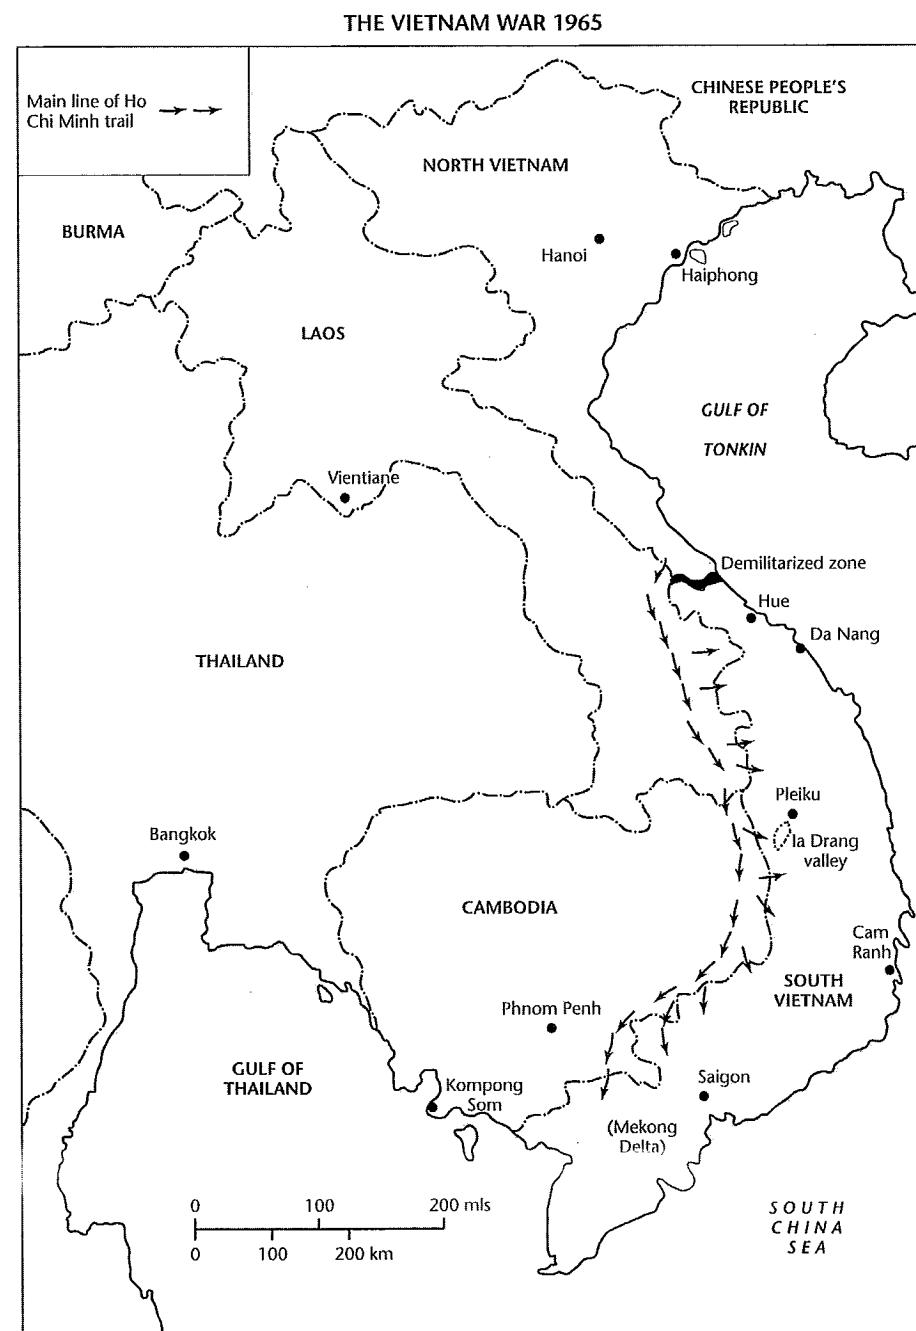 THE VIETNAM WAR 1965
Main line of Ho
Chi Minh trail
CHINESE PEOPLE'S
REPUBLIC
NORTH VIETNAM
BURMA
Hanoi
Haiphong
LAOS
GULF OF
TONKIN
Vientiane
Demilitarized zone
Hue
Da Nang
THAILAND
Pleiku
Bangkok
Ia Drang
valley
CAMBODIA
Cam
Ranh
SOUTH
VIETNAM
Phnom Penh
GULF OF
THAILAND
Kompong
Som
Saigon
(Mekong
Delta)
0 100 200 mls
0 100 200 km
SOUTH
CHINA
SEA